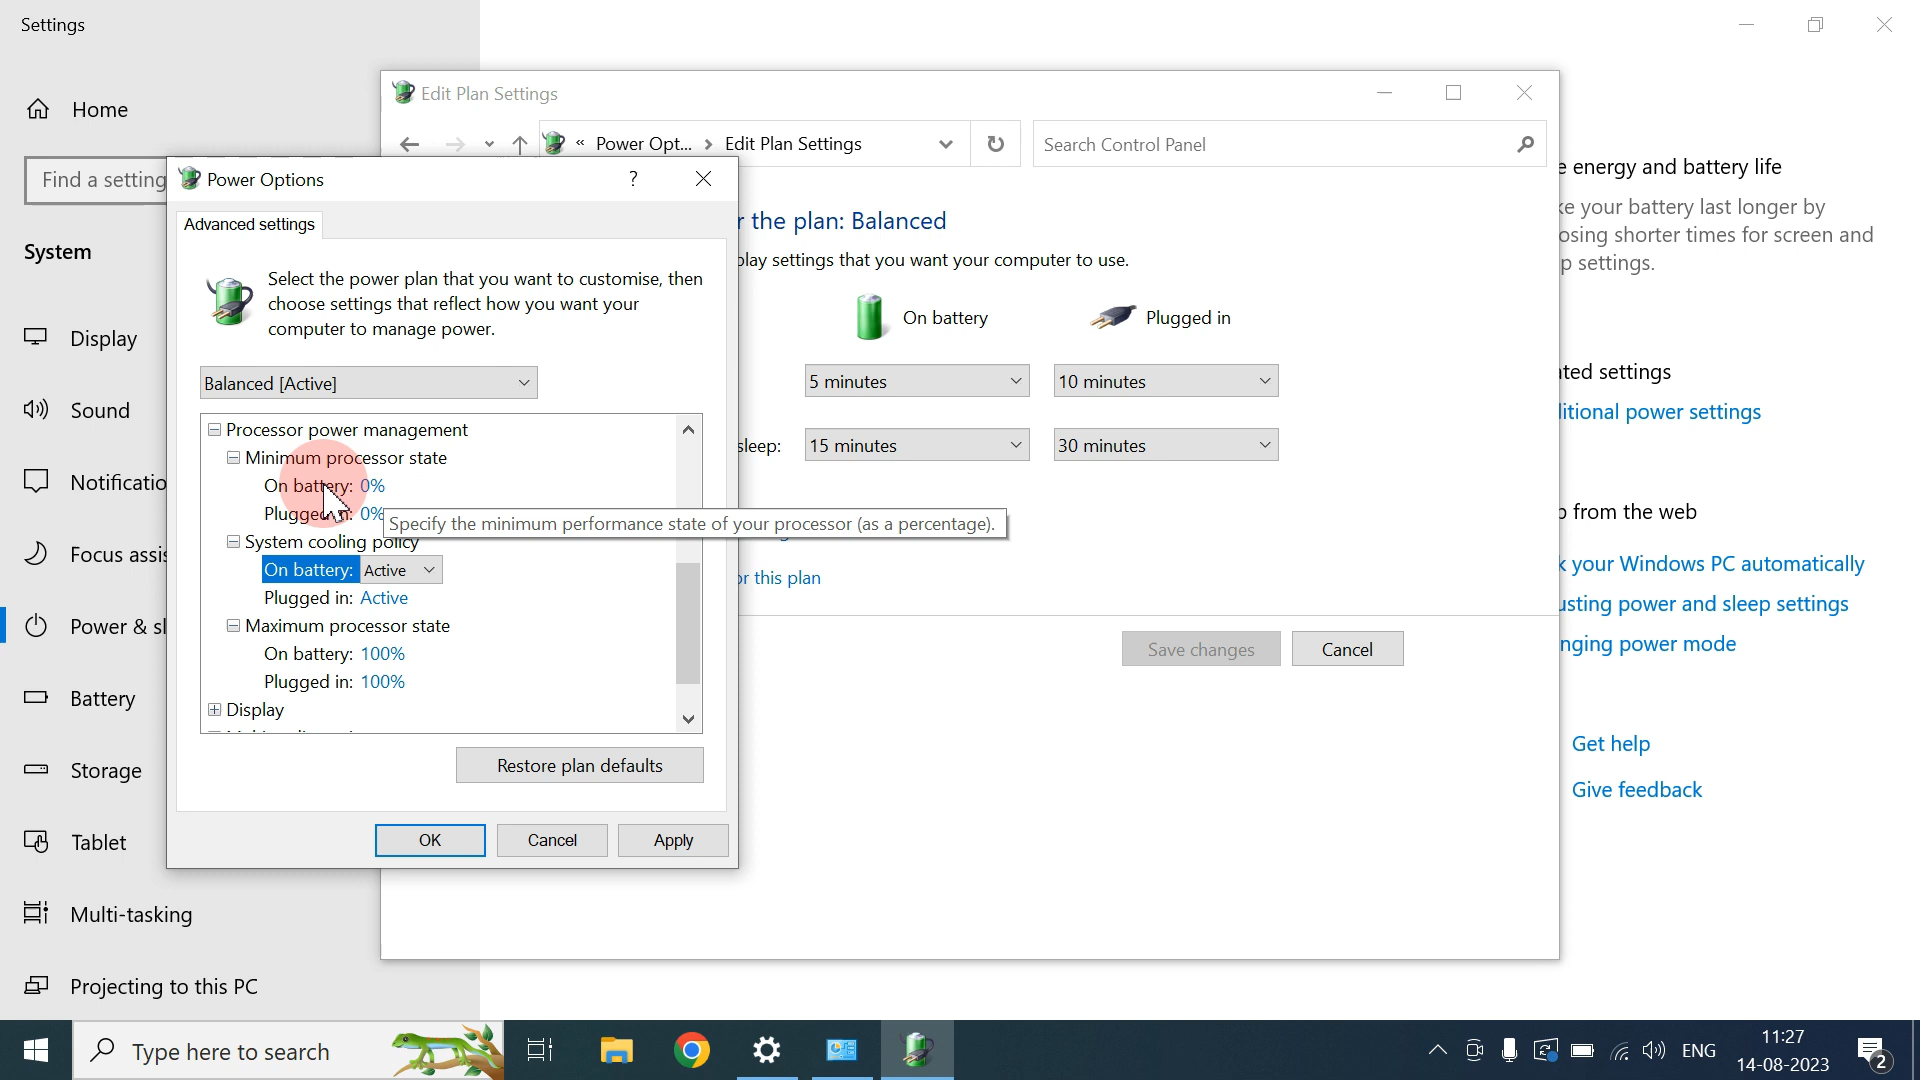 Settings
Home
Find a setting
System
Display
Sound
Notificatio
Focus assis
Power & sl
Battery
Storage
Tablet
Multi-tasking
Projecting to this PC
Edit Plan Settings
« Power Opt... > Edit Plan Settings
Search Control Panel
r the plan: Balanced
play settings that you want your computer to use.
On battery
Plugged in
5 minutes
10 minutes
sleep:
15 minutes
30 minutes
or this plan
Save changes
Cancel
Power Options
?
Advanced settings
Select the power plan that you want to customise, then
choose settings that reflect how you want your
computer to manage power.
Balanced [Active]
Processor power management
Minimum processor state
On battery: 0%
Plugged in: 0%
Specify the minimum performance state of your processor (as a percentage).
System cooling policy
On battery: Active
Plugged in: Active
Maximum processor state
On battery: 100%
Plugged in: 100%
Display
Restore plan defaults
OK
Cancel
Apply
e energy and battery life
ke your battery last longer by
osing shorter times for screen and
p settings.
ated settings
ditional power settings
p from the web
k your Windows PC automatically
usting power and sleep settings
nging power mode
Get help
Give feedback
Type here to search
ENG
11:27
14-08-2023
2